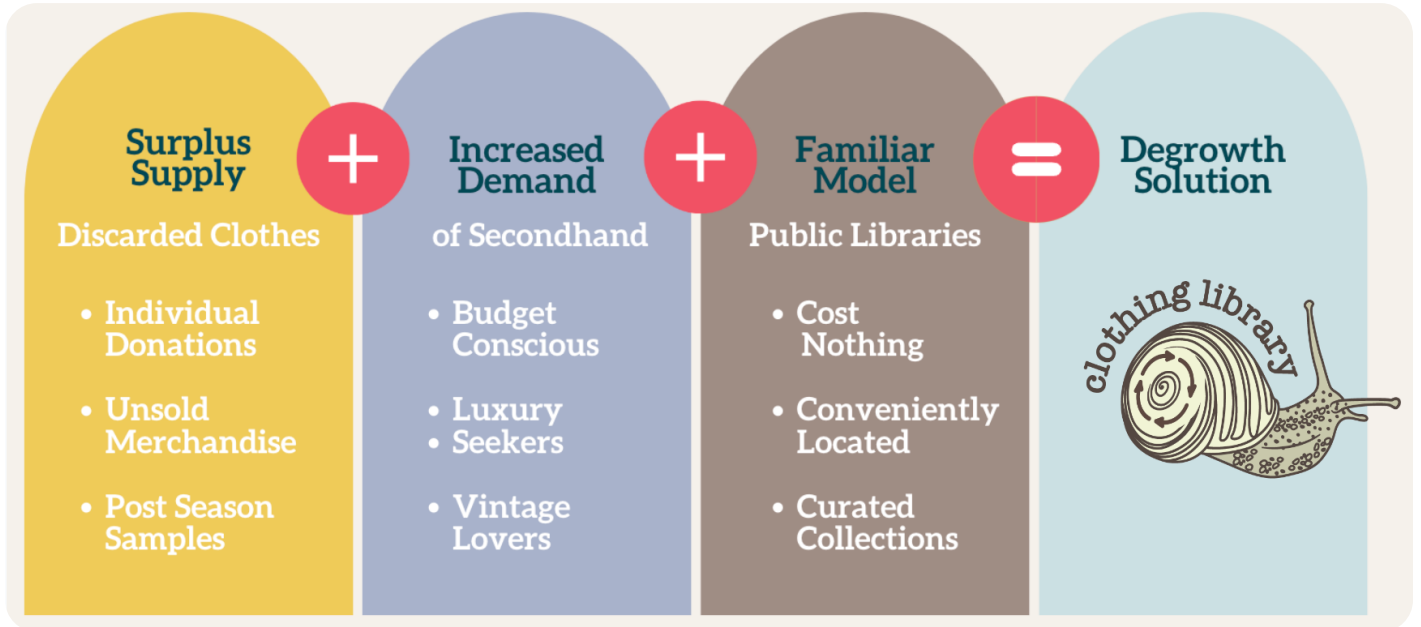 Surplus
Supply
Discarded Clothes
• Individual
Donations
• Unsold
Merchandise
• Post Season
Samples
+
Increased
Demand
of Secondhand
• Budget
Conscious
• Luxury
• Seekers
• Vintage
Lovers
+
Familiar
Model
Public Libraries
• Cost
Nothing
• Conveniently
Located
• Curated
Collections
=
Degrowth
Solution
clothing library